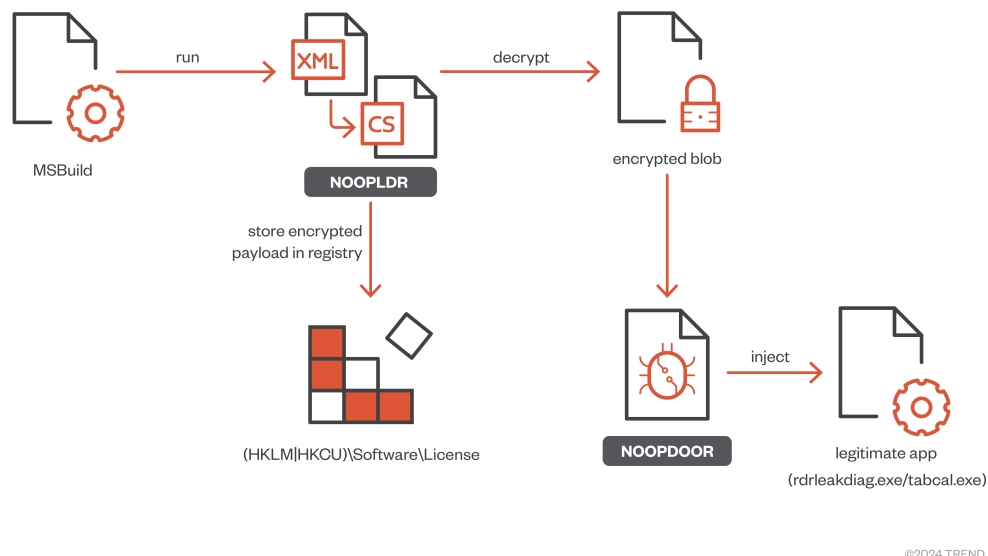 run
decrypt
XML
CS
MSBuild
NOOPLDR
encrypted blob
store encrypted
payload in registry
inject
(HKLM|HKCU)\Software\License
NOOPDOOR
legitimate app
(rdrleakdiag.exe/tabcal.exe)
©2024 TREND